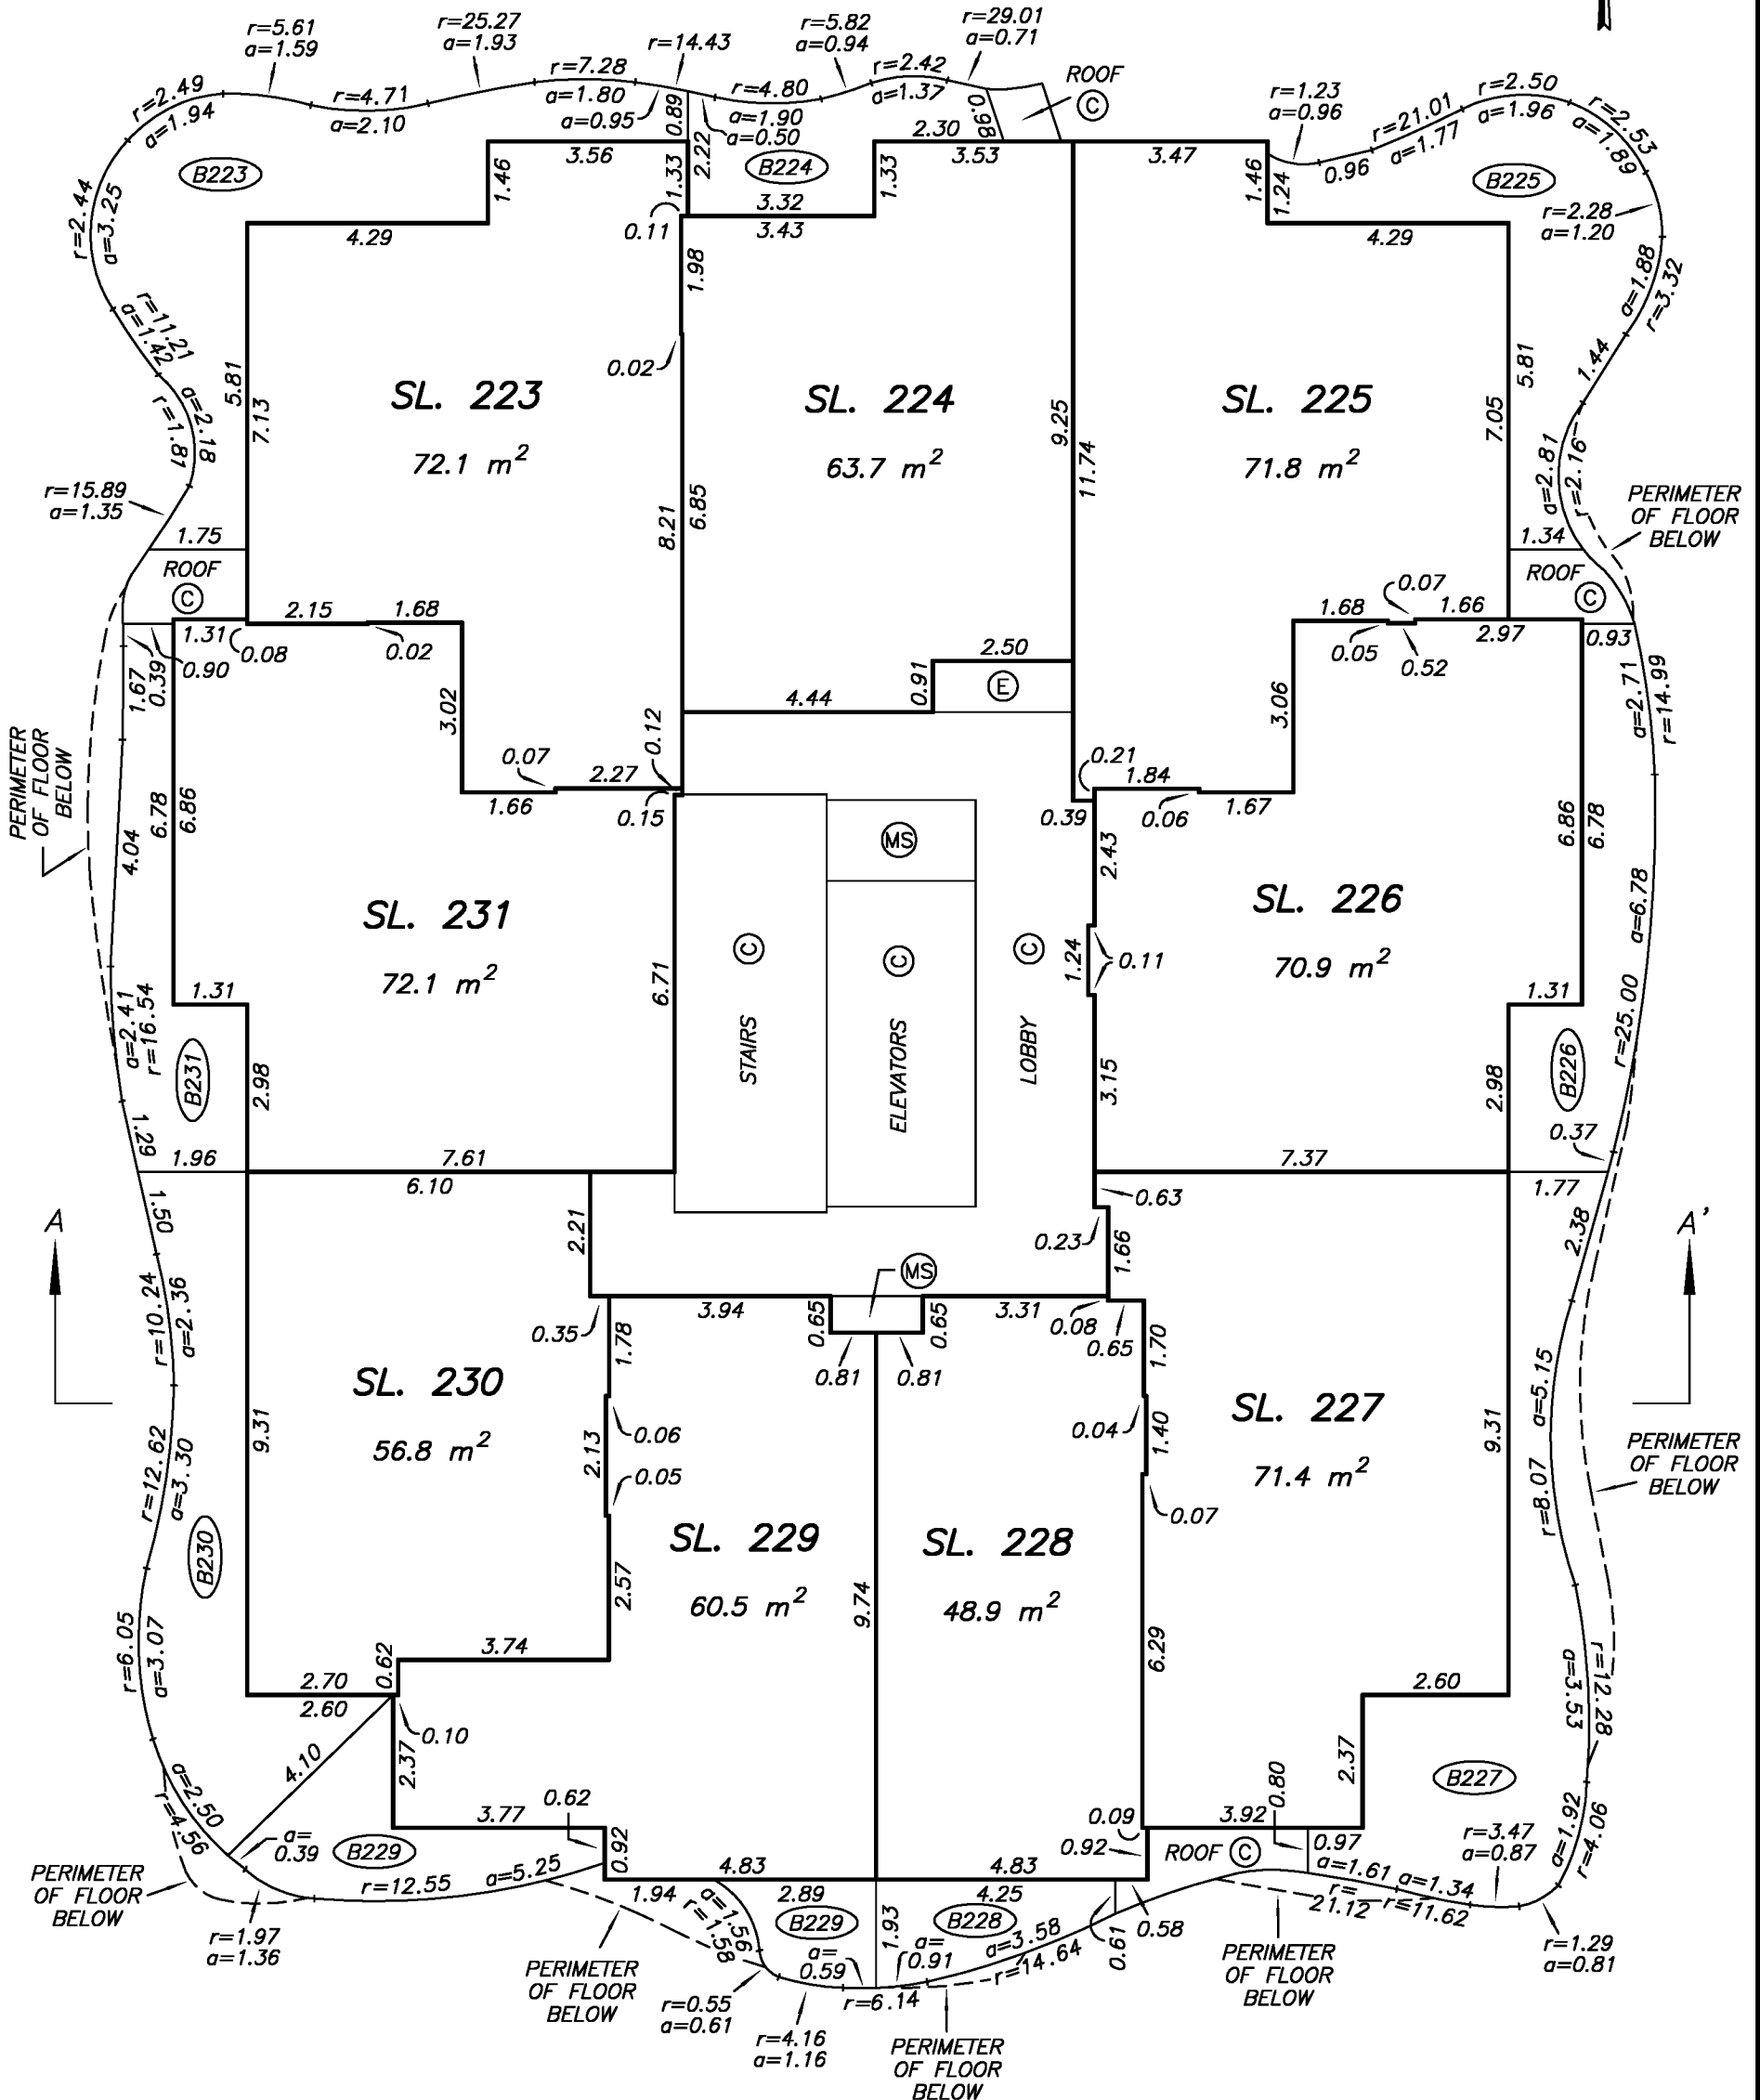 r=5.61
a=1.59
r=25.27
a=1.93
r=14.43
r=5.82
a=0.94
r=29.01
a=0.71
ROOF
C
r=2.49
a=1.94
r=4.71
a=2.10
r=7.28
a=1.80
a=0.95
0.89
r=4.80
a=1.90
a=0.50
r=2.42
a=1.37
0.98
r=1.23
a=0.96
r=21.01
a=1.77
r=2.50
a=1.96
r=2.53
a=1.89
B223
1.46
3.56
1.33
2.22
B224
3.32
3.43
2.30
3.53
1.33
3.47
1.46
1.24
0.96
B225
r=2.28
a=1.20
r=2.44
a=3.25
4.29
0.11
1.98
4.29
a=1.88
r=3.32
r=11.21
a=1.42
a=2.18
r=1.81
5.81
7.13
0.02
SL. 223
72.1 m2
SL. 224
63.7 m2
SL. 225
71.8 m2
9.25
11.74
7.05
5.81
1.44
a=2.81
r=2.16
r=15.89
a=1.35
8.21
6.85
PERIMETER
OF FLOOR
BELOW
1.75
ROOF
C
1.34
ROOF
C
1.31
0.08
2.15
1.68
0.02
0.90
0.39
1.67
3.02
2.50
0.91
E
4.44
1.68
0.07
1.66
0.05
0.52
2.97
0.93
3.06
a=2.71
r=14.99
PERIMETER
OF FLOOR
BELOW
4.04
6.78
6.86
0.07
2.27
0.12
1.66
0.15
0.21
1.84
0.39
0.06
1.67
2.43
6.86
6.78
MS
SL. 231
72.1 m2
6.71
C
STAIRS
C
ELEVATORS
C
LOBBY
1.24
0.11
SL. 226
70.9 m2
a=6.78
r=25.00
a=2.41
r=16.54
1.31
B231
2.98
1.29
1.96
7.61
6.10
3.15
1.31
2.98
B226
0.37
7.37
1.77
A
1.50
2.21
0.63
0.23
1.66
2.38
A'
r=10.24
a=2.36
0.35
3.94
0.65
MS
0.65
3.31
0.08
0.65
1.78
0.81
0.81
1.70
SL. 230
56.8 m2
9.31
r=12.62
a=3.30
0.06
2.13
0.05
SL. 227
71.4 m2
0.04
1.40
0.07
9.31
a=5.15
r=8.07
PERIMETER
OF FLOOR
BELOW
B230
SL. 229
60.5 m2
2.57
9.74
SL. 228
48.9 m2
r=6.05
a=3.07
3.74
0.62
2.70
2.60
0.10
6.29
2.60
a=3.53
r=12.28
4.10
2.37
2.37
B227
a=2.50
r=4.56
a=
0.39
B229
3.77
0.62
0.92
0.09
0.92
3.92
0.80
ROOF C
0.97
r=3.47
a=0.87
a=1.92
r=4.06
PERIMETER
OF FLOOR
BELOW
r=12.55
a=5.25
4.83
4.83
a=1.61
r=
21.12
a=1.34
r=11.62
r=1.97
a=1.36
1.94
a=1.56
r=1.58
2.89
B229
1.93
4.25
B228
0.61
0.58
PERIMETER
OF FLOOR
BELOW
r=1.29
a=0.81
PERIMETER
OF FLOOR
BELOW
a=
0.59
a=
0.91
a=3.58
r=14.64
r=0.55
a=0.61
r=6.14
r=4.16
a=1.16
PERIMETER
OF FLOOR
BELOW